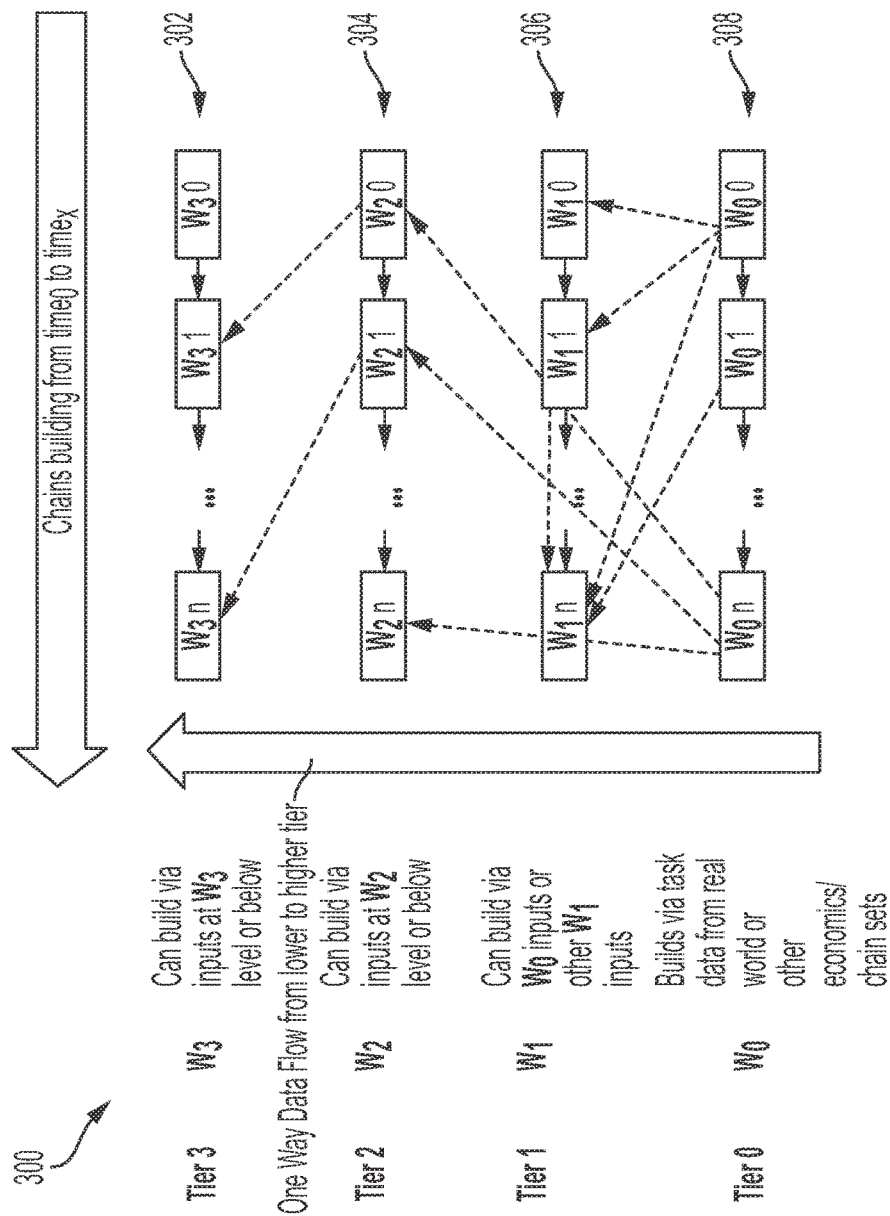 300
Chains building from time0 to timeX
Tier 3
W3
Can build via
inputs at W3
level or below
W3 n
...
W3 1
W3 0
302
One Way Data Flow from lower to higher tier
Tier 2
W2
Can build via
inputs at W2
level or below
W2 n
...
W2 1
W2 0
304
Tier 1
W1
Can build via
W0 inputs or
other W1
inputs
W1 n
...
W1 1
W1 0
306
Tier 0
W0
Builds via task
data from real
world or
other
economics/
chain sets
W0 n
...
W0 1
W0 0
308